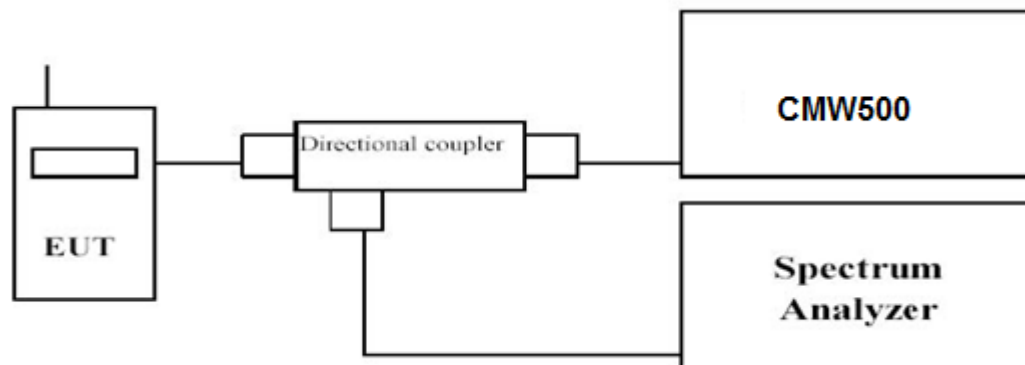 CMW500
Directional coupler
EUT
Spectrum
Analyzer